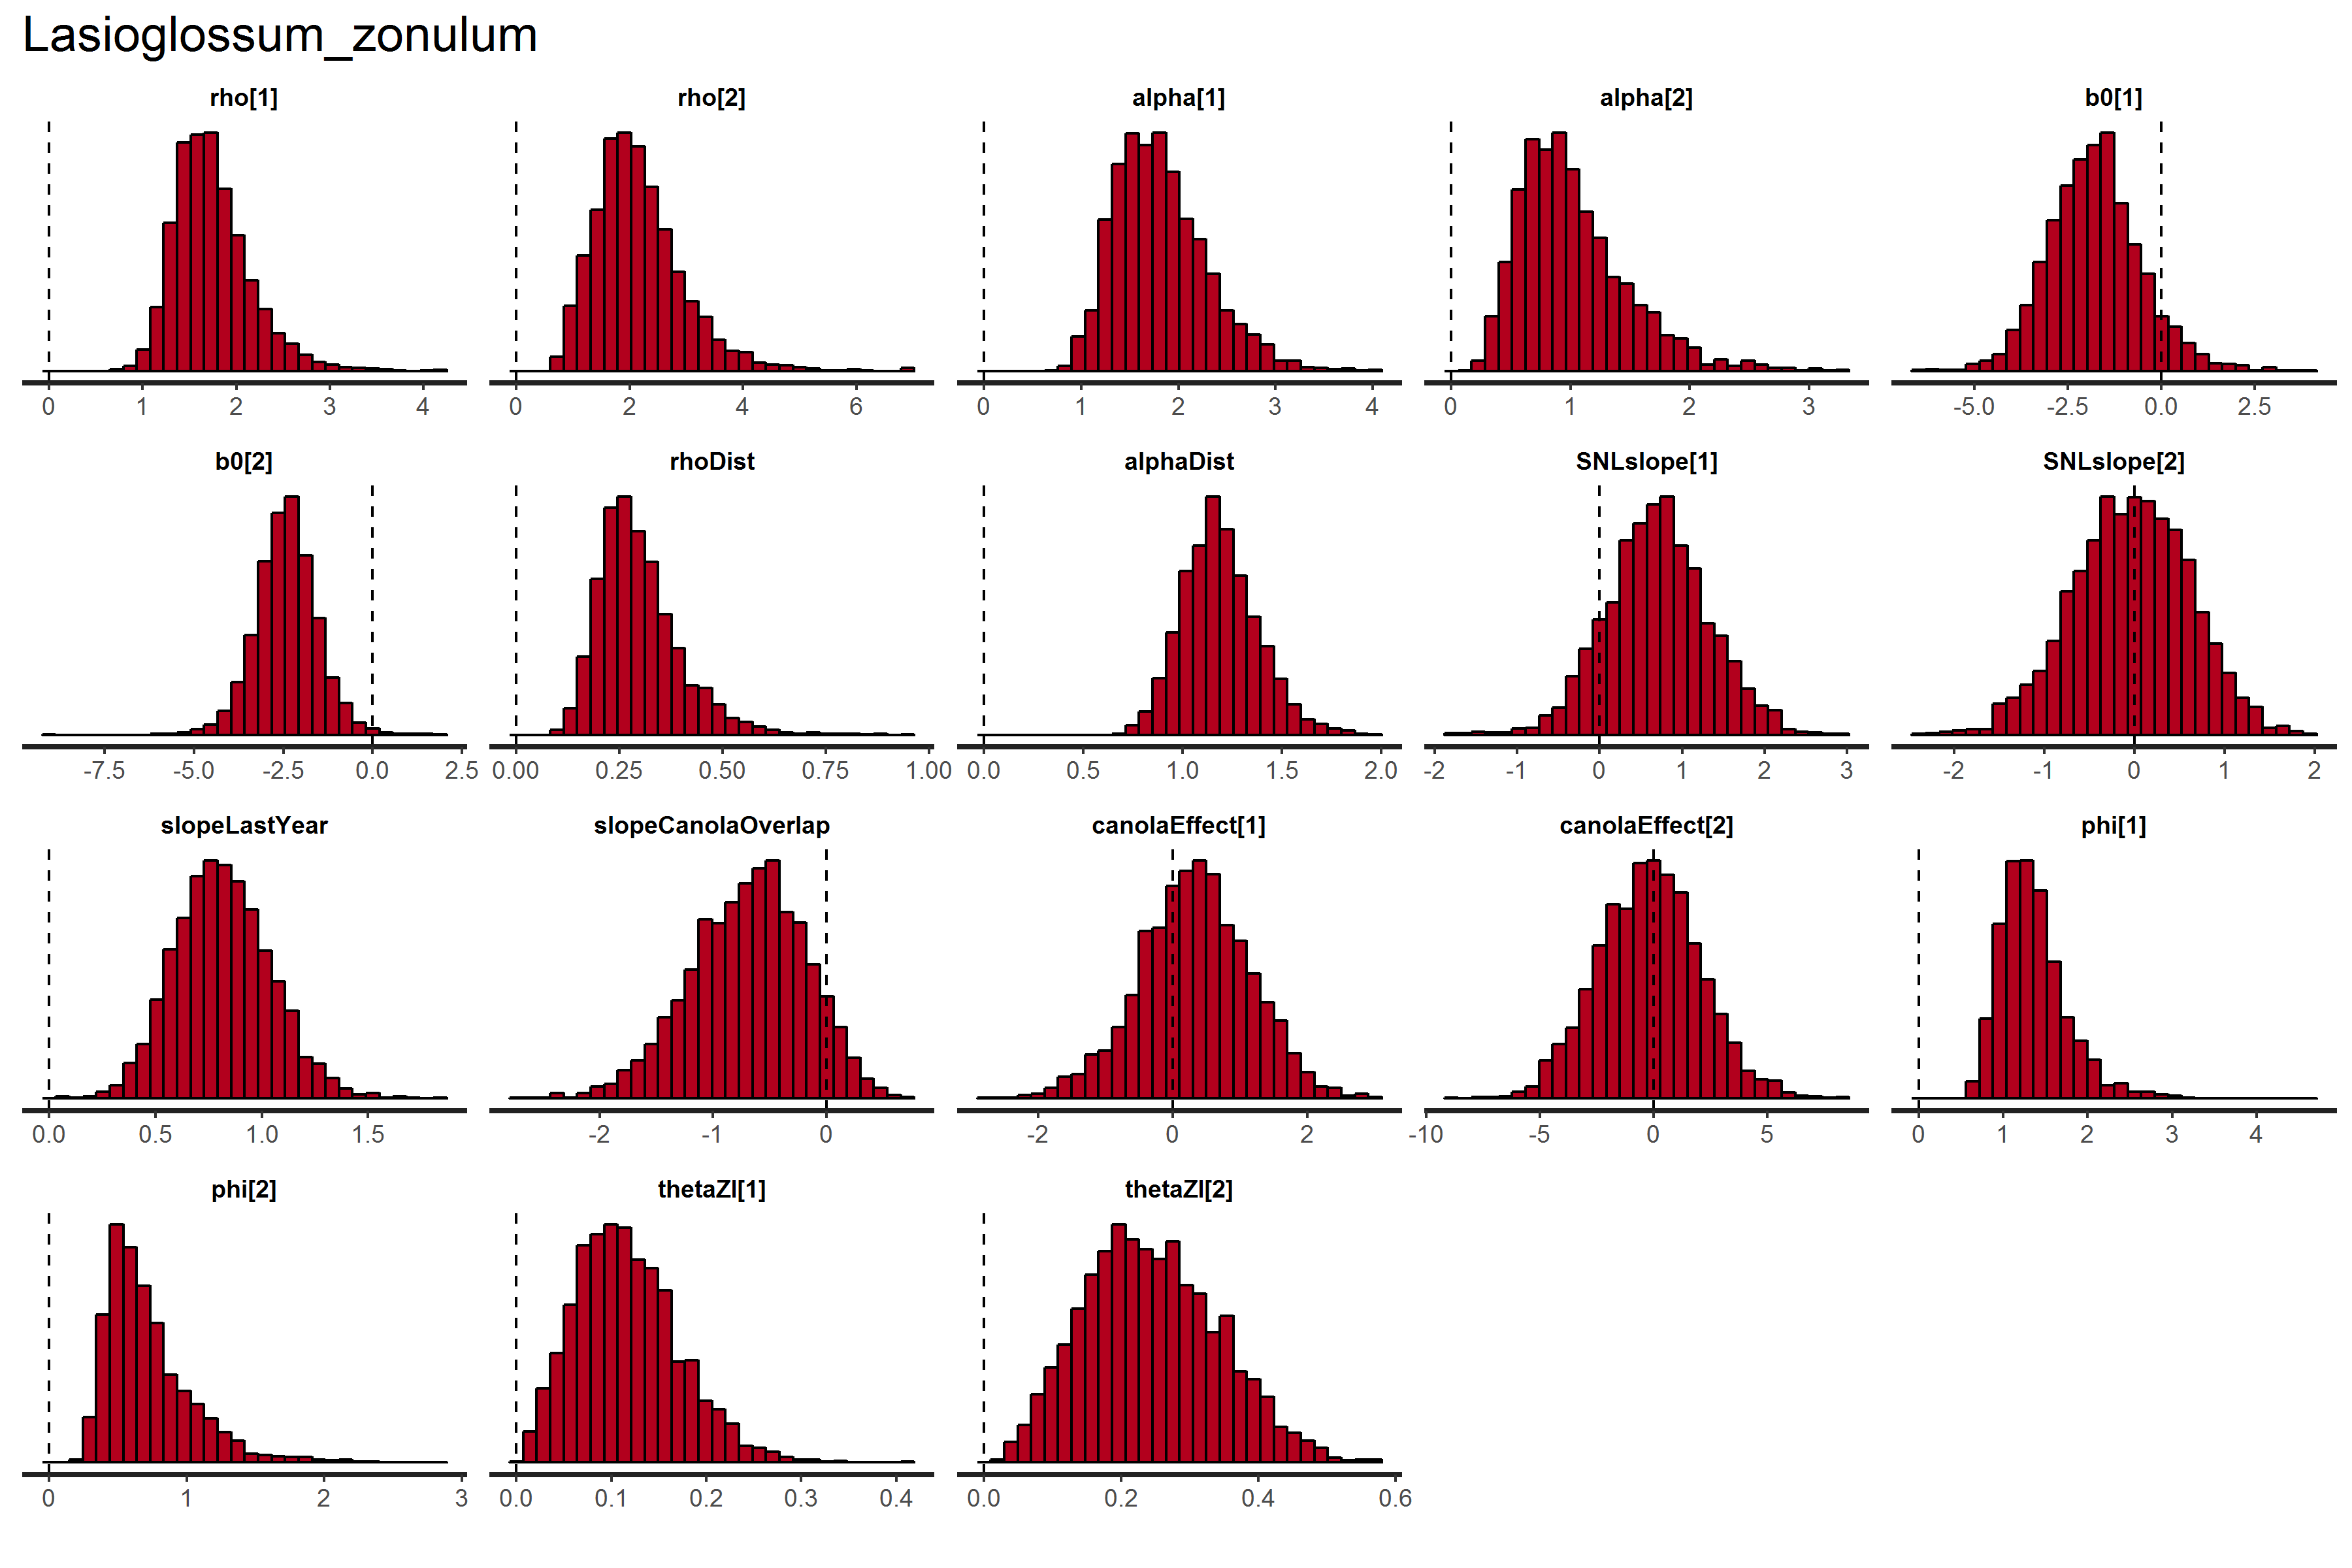 Lasioglossum_zonulum
rho[1] rho[2] alpha[1] alpha[2] b0[1]
0 1 2 3 4 0 2 4 6 0 1 2 3 4 0 1 2 3 -5.0 -2.5 0.0 2.5
b0[2] rhoDist alphaDist SNLslope[1] SNLslope[2]
-7.5 -5.0 -2.5 0.0 2.5 0.00 0.25 0.50 0.75 1.00 0.0 0.5 1.0 1.5 2.0 -2 -1 0 1 2 3 -2 -1 0 1 2
slopeLastYear slopeCanolaOverlap canolaEffect[1] canolaEffect[2] phi[1]
0.0 0.5 1.0 1.5 -2 -1 0 -2 0 2 -10 -5 0 5 0 1 2 3 4
phi[2] thetaZI[1] thetaZI[2]
0 1 2 3 0.0 0.1 0.2 0.3 0.4 0.0 0.2 0.4 0.6